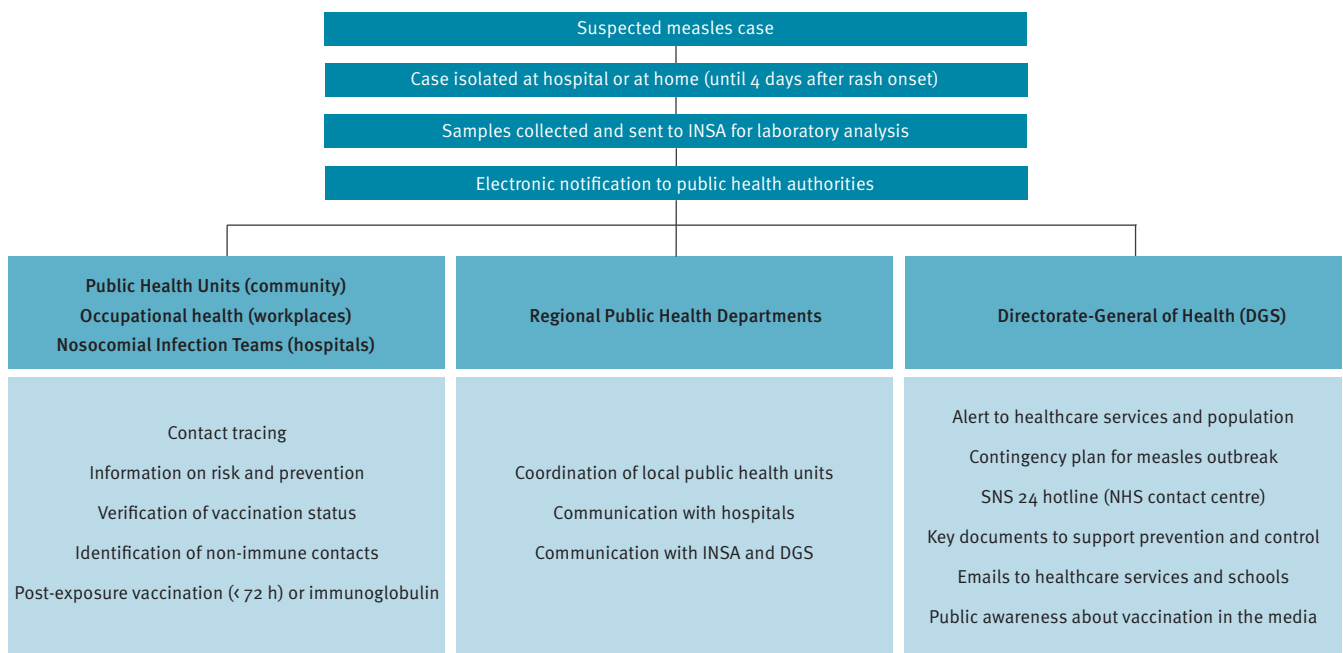 Suspected measles case
Case isolated at hospital or at home (until 4 days after rash onset)
Samples collected and sent to INSA for laboratory analysis
Electronic notification to public health authorities
Public Health Units (community)
Occupational health (workplaces)
Nosocomial Infection Teams (hospitals)
Contact tracing
Information on risk and prevention
Verification of vaccination status
Identification of non-immune contacts
Post-exposure vaccination (< 72 h) or immunoglobulin
Regional Public Health Departments
Coordination of local public health units
Communication with hospitals
Communication with INSA and DGS
Directorate-General of Health (DGS)
Alert to healthcare services and population
Contingency plan for measles outbreak
SNS 24 hotline (NHS contact centre)
Key documents to support prevention and control
Emails to healthcare services and schools
Public awareness about vaccination in the media